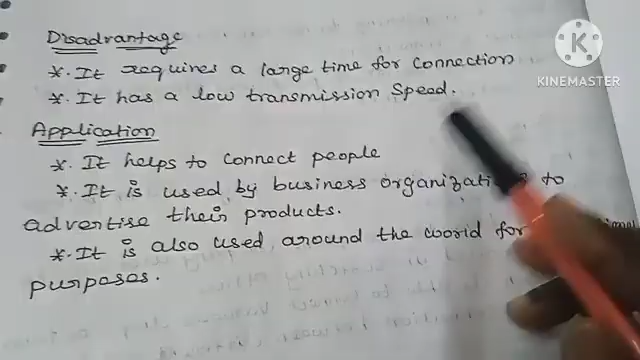 Disadvantage
*. It requires a large time for connection
*. It has a low transmission speed.
Application
*. It helps to connect people
*. It is used by business organization to
advertise their products.
*. It is also used around the world for
purposes.
KINEMASTER